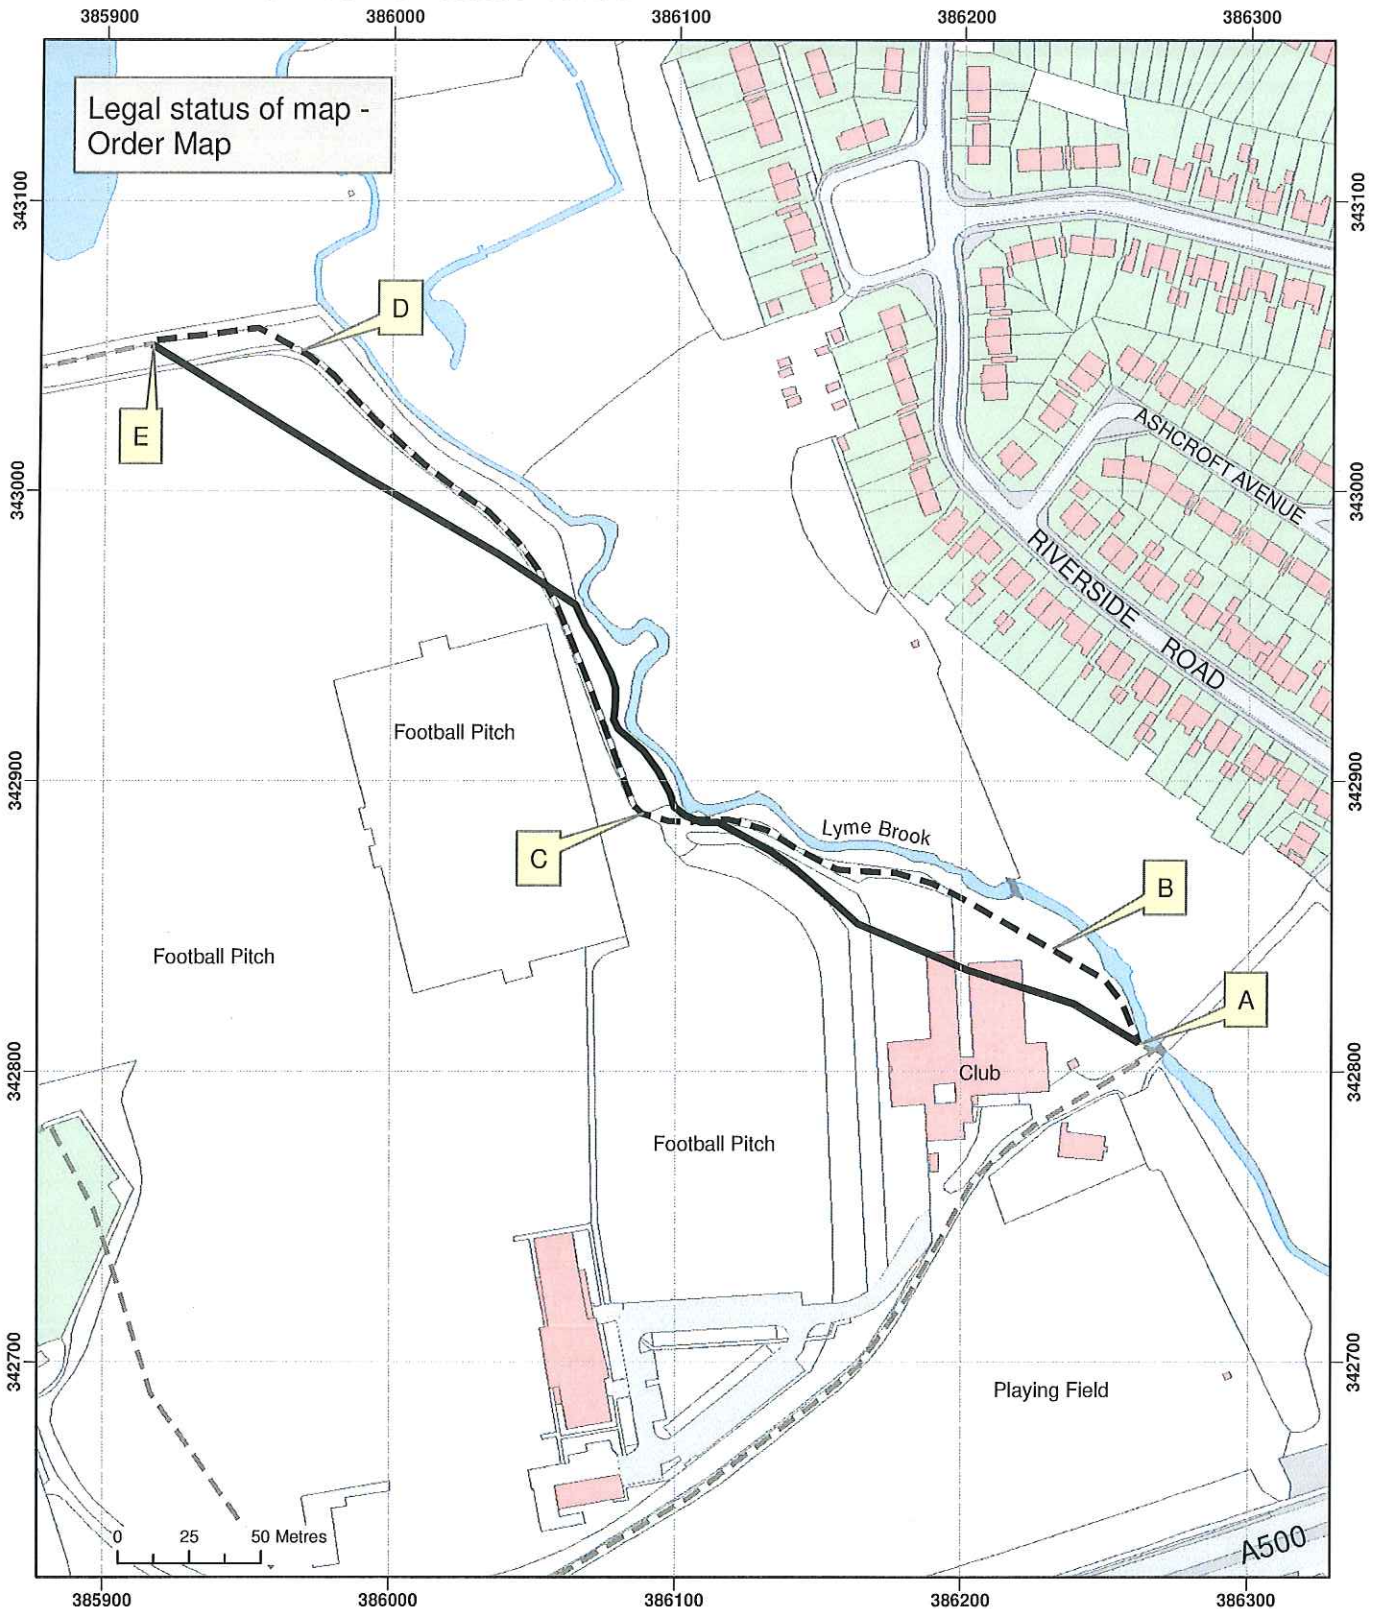 385900
386000
386100
386200
386300
Legal status of map -
Order Map
343100
343100
D
E
ASHCROFT AVENUE
343000
343000
RIVERSIDE ROAD
Football Pitch
342900
342900
Lyme Brook
C
B
Football Pitch
A
342800
342800
Club
Football Pitch
342700
342700
Playing Field
0 25 50 Metres
A500
385900
386000
386100
386200
386300